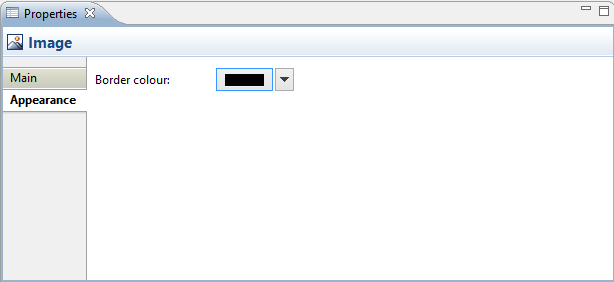 Properties
Image
Main
Border colour:
Appearance